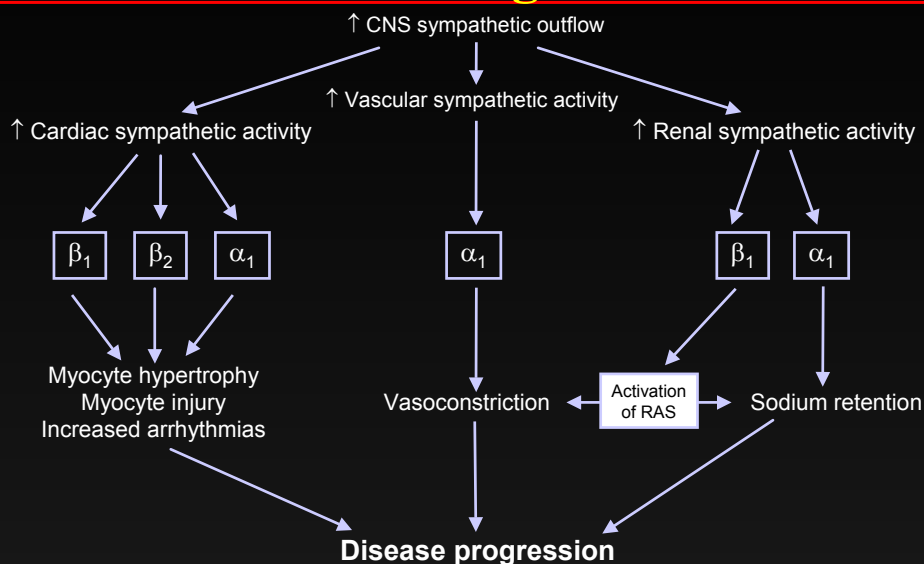 ↑ CNS sympathetic outflow
↑ Vascular sympathetic activity
↑ Cardiac sympathetic activity
↑ Renal sympathetic activity
β1
β2
α1
α1
β1
α1
Myocyte hypertrophy
Myocyte injury
Increased arrhythmias
Vasoconstriction
Activation
of RAS
Sodium retention
Disease progression